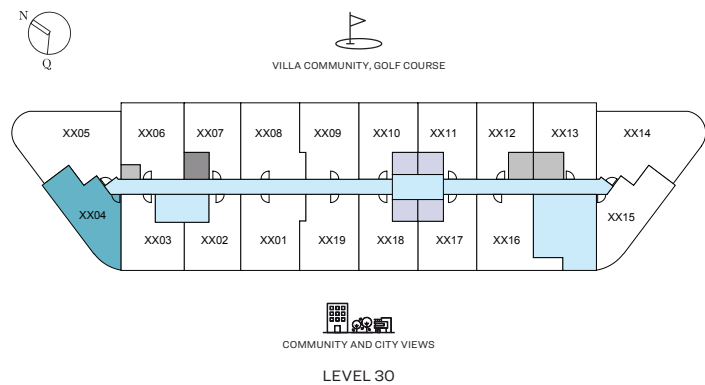 N
Q
VILLA COMMUNITY, GOLF COURSE
XX05 XX06 XX07 XX08 XX09 XX10 XX11 XX12 XX13 XX14
XX04 XX15
XX03 XX02 XX01 XX19 XX18 XX17 XX16
COMMUNITY AND CITY VIEWS
LEVEL 30